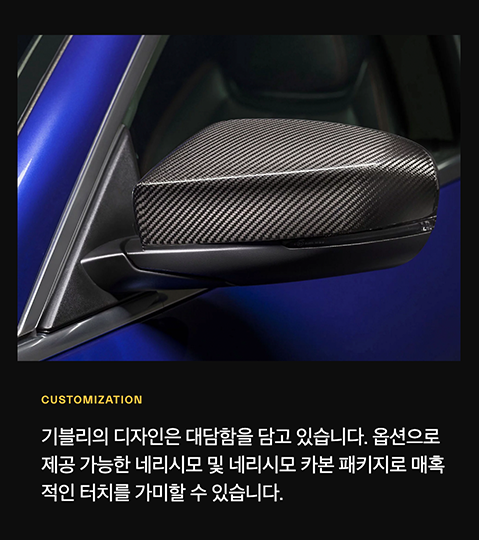 CUSTOMIZATION
기블리의 디자인은 대담함을 담고 있습니다. 옵션으로
제공 가능한 네리시모 및 네리시모 카본 패키지로 매혹
적인 터치를 가미할 수 있습니다.